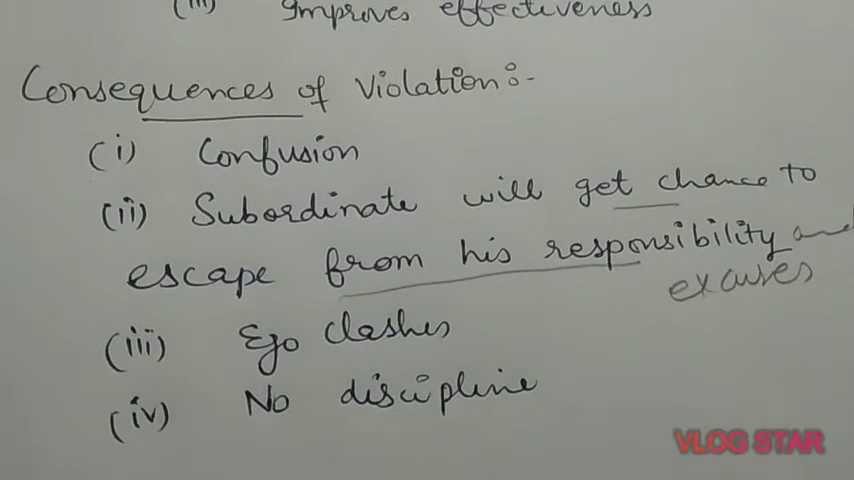 (iii) Improves effectiveness
Consequences of Violation:-
(i) Confusion
(ii) Subordinate will get chance to
escape from his responsibility and
excuses
(iii) Ego clashes
(iv) No discipline
VLOG STAR